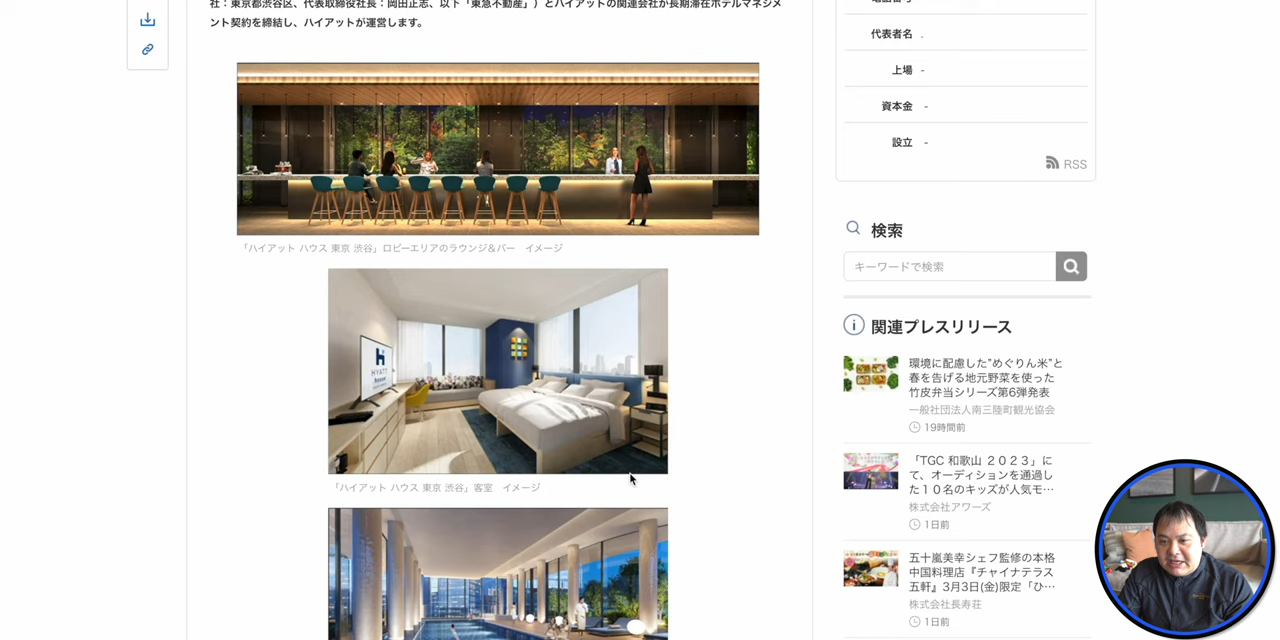 社：東京都渋谷区、代表取締役社長：岡田正志、以下「東急不動産」）とハイアットの関連会社が長期滞在ホテルマネジメ
ント契約を締結し、ハイアットが運営します。
「ハイアット ハウス 東京 渋谷」ロビーエリアのラウンジ＆バー　イメージ
h
HYATT
house
「ハイアット ハウス 東京 渋谷」客室　イメージ
電話番号 -
代表者名 -
上場 -
資本金 -
設立 -
RSS
検索
キーワードで検索
関連プレスリリース
環境に配慮した”めぐりん米”と
春を告げる地元野菜を使った
竹皮弁当シリーズ第6弾発表
一般社団法人南三陸町観光協会
19時間前
「TGC 和歌山 ２０２３」に
て、オーディションを通過し
た１０名のキッズが人気モ…
株式会社アワーズ
1日前
五十嵐美幸シェフ監修の本格
中国料理店『チャイナテラス
五軒』3月3日(金)限定「ひ…
株式会社長寿荘
1日前